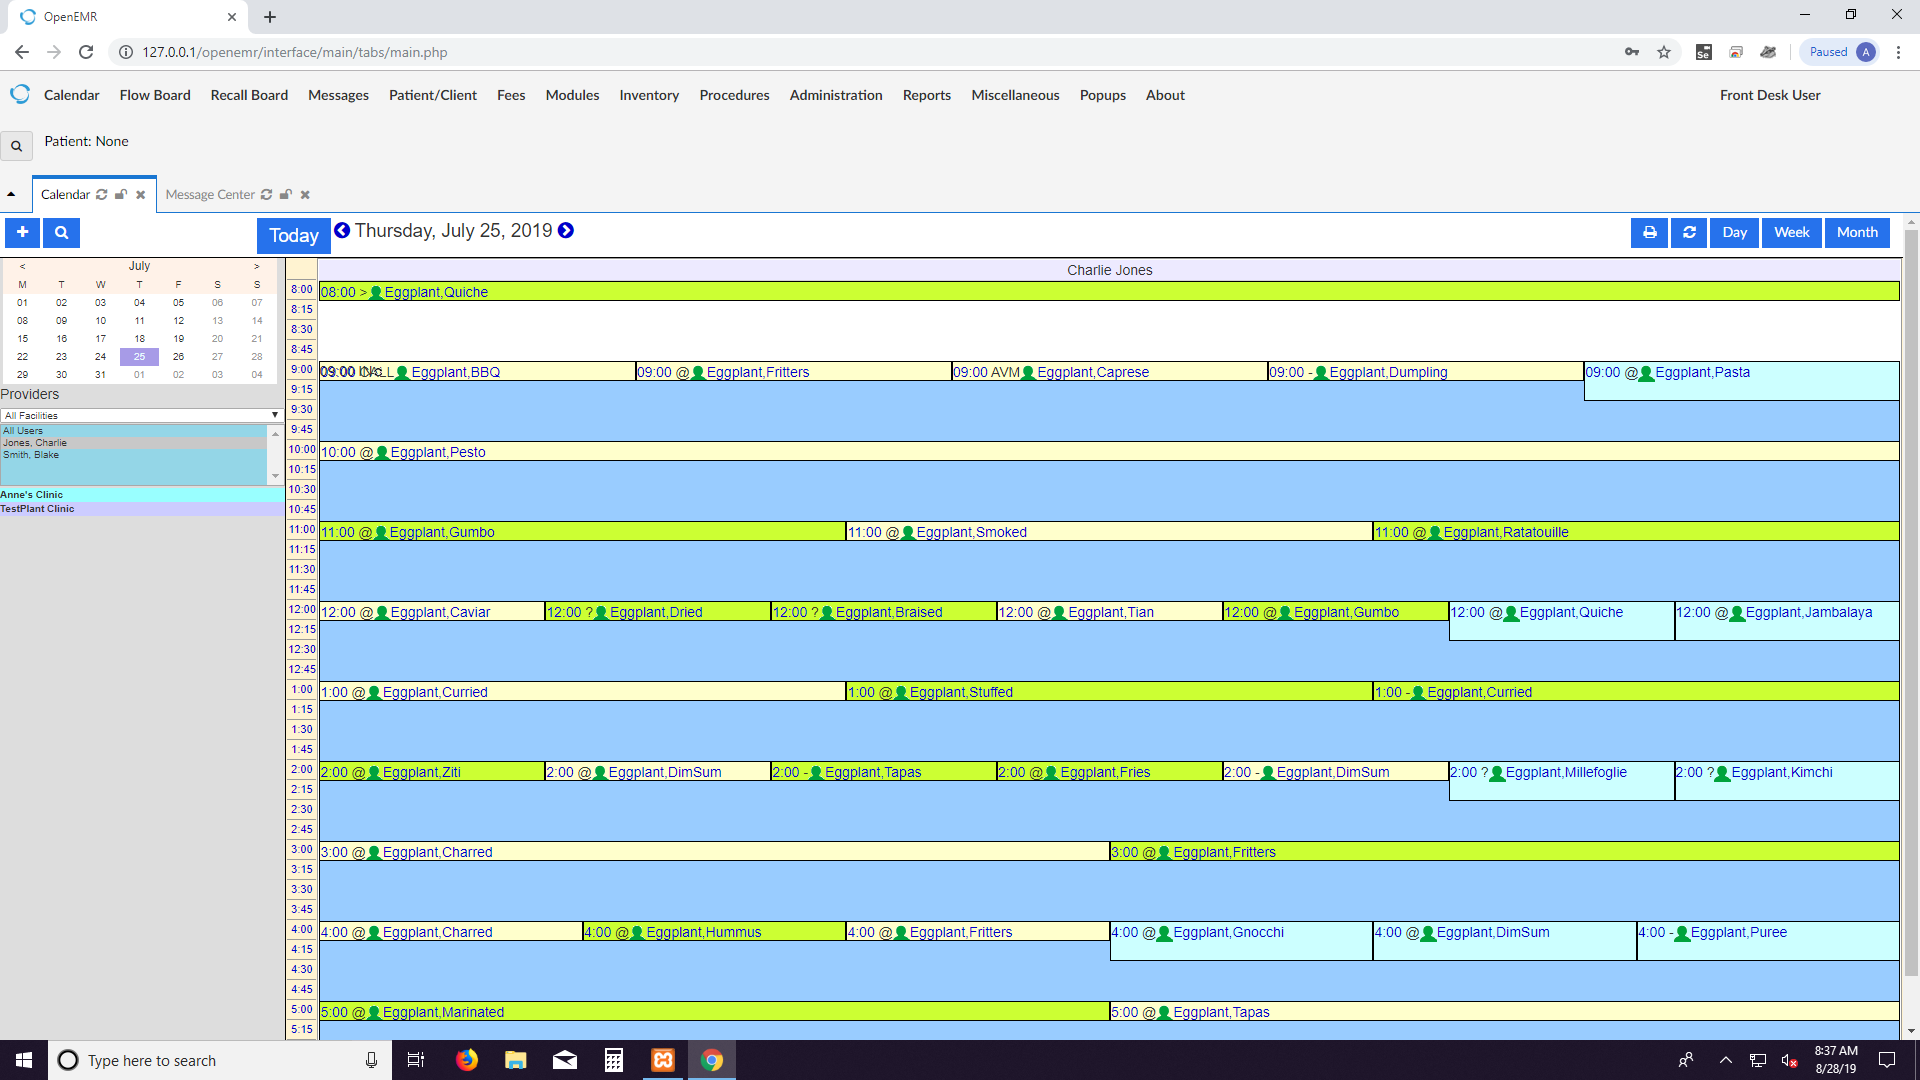 OpenEMR
127.0.0.1/openemr/interface/main/tabs/main.php
Se
Paused A
Calendar Flow Board Recall Board Messages Patient/Client Fees Modules Inventory Procedures Administration Reports Miscellaneous Popups About Front Desk User
Patient: None
Calendar Message Center
Today Thursday, July 25, 2019 Day Week Month
< July >
M T W T F S S
01 02 03 04 05 06 07
08 09 10 11 12 13 14
15 16 17 18 19 20 21
22 23 24 25 26 27 28
29 30 31 01 02 03 04
Providers
All Facilities
All Users
Jones, Charlie
Smith, Blake
Anne's Clinic
TestPlant Clinic
Charlie Jones
8:00 08:00 > Eggplant,Quiche
8:15
8:30
8:45
9:00 09:00 Eggplant,BBQ 09:00 @ Eggplant,Fritters 09:00 AVM Eggplant,Caprese 09:00 - Eggplant,Dumpling 09:00 @ Eggplant,Pasta
9:15
9:30
9:45
10:00 10:00 @ Eggplant,Pesto
10:15
10:30
10:45
11:00 11:00 @ Eggplant,Gumbo 11:00 @ Eggplant,Smoked 11:00 @ Eggplant,Ratatouille
11:15
11:30
11:45
12:00 12:00 @ Eggplant,Caviar 12:00 ? Eggplant,Dried 12:00 ? Eggplant,Braised 12:00 @ Eggplant,Tian 12:00 @ Eggplant,Gumbo 12:00 @ Eggplant,Quiche 12:00 @ Eggplant,Jambalaya
12:15
12:30
12:45
1:00 1:00 @ Eggplant,Curried 1:00 @ Eggplant,Stuffed 1:00 - Eggplant,Curried
1:15
1:30
1:45
2:00 2:00 @ Eggplant,Ziti 2:00 @ Eggplant,DimSum 2:00 - Eggplant,Tapas 2:00 @ Eggplant,Fries 2:00 - Eggplant,DimSum 2:00 ? Eggplant,Millefoglie 2:00 ? Eggplant,Kimchi
2:15
2:30
2:45
3:00 3:00 @ Eggplant,Charred 3:00 @ Eggplant,Fritters
3:15
3:30
3:45
4:00 4:00 @ Eggplant,Charred 4:00 @ Eggplant,Hummus 4:00 @ Eggplant,Fritters 4:00 @ Eggplant,Gnocchi 4:00 @ Eggplant,DimSum 4:00 - Eggplant,Puree
4:15
4:30
4:45
5:00 5:00 @ Eggplant,Marinated 5:00 @ Eggplant,Tapas
5:15
Type here to search
8:37 AM
8/28/19